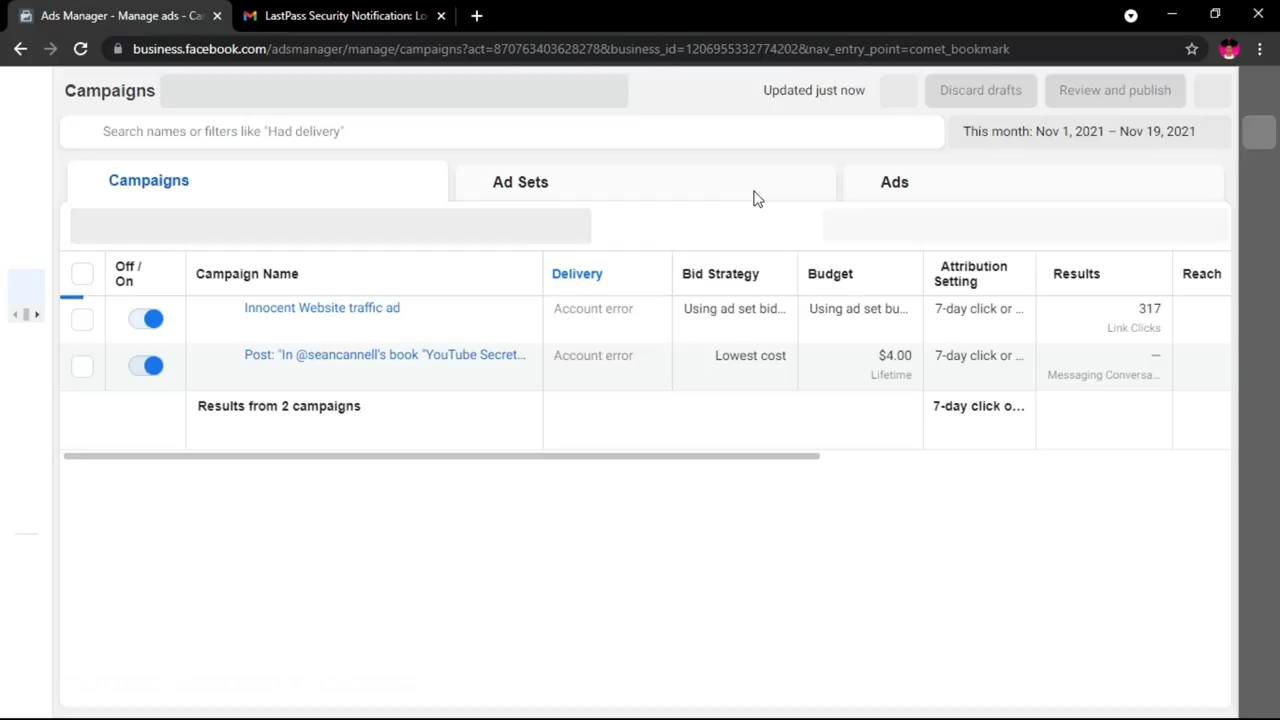 Ads Manager - Manage ads - Ca
LastPass Security Notification: Lo
business.facebook.com/adsmanager/manage/campaigns?act=870763403628278&business_id=1206955332774202&nav_entry_point=comet_bookmark
Campaigns
Updated just now
Discard drafts
Review and publish
Search names or filters like "Had delivery"
This month: Nov 1, 2021 – Nov 19, 2021
Campaigns
Ad Sets
Ads
Off / On
Campaign Name
Delivery
Bid Strategy
Budget
Attribution Setting
Results
Reach
Innocent Website traffic ad
Account error
Using ad set bid...
Using ad set bu...
7-day click or ...
317
Link Clicks
Post: "In @seancannell's book "YouTube Secret...
Account error
Lowest cost
$4.00
Lifetime
7-day click or ...
—
Messaging Conversa...
Results from 2 campaigns
7-day click o...